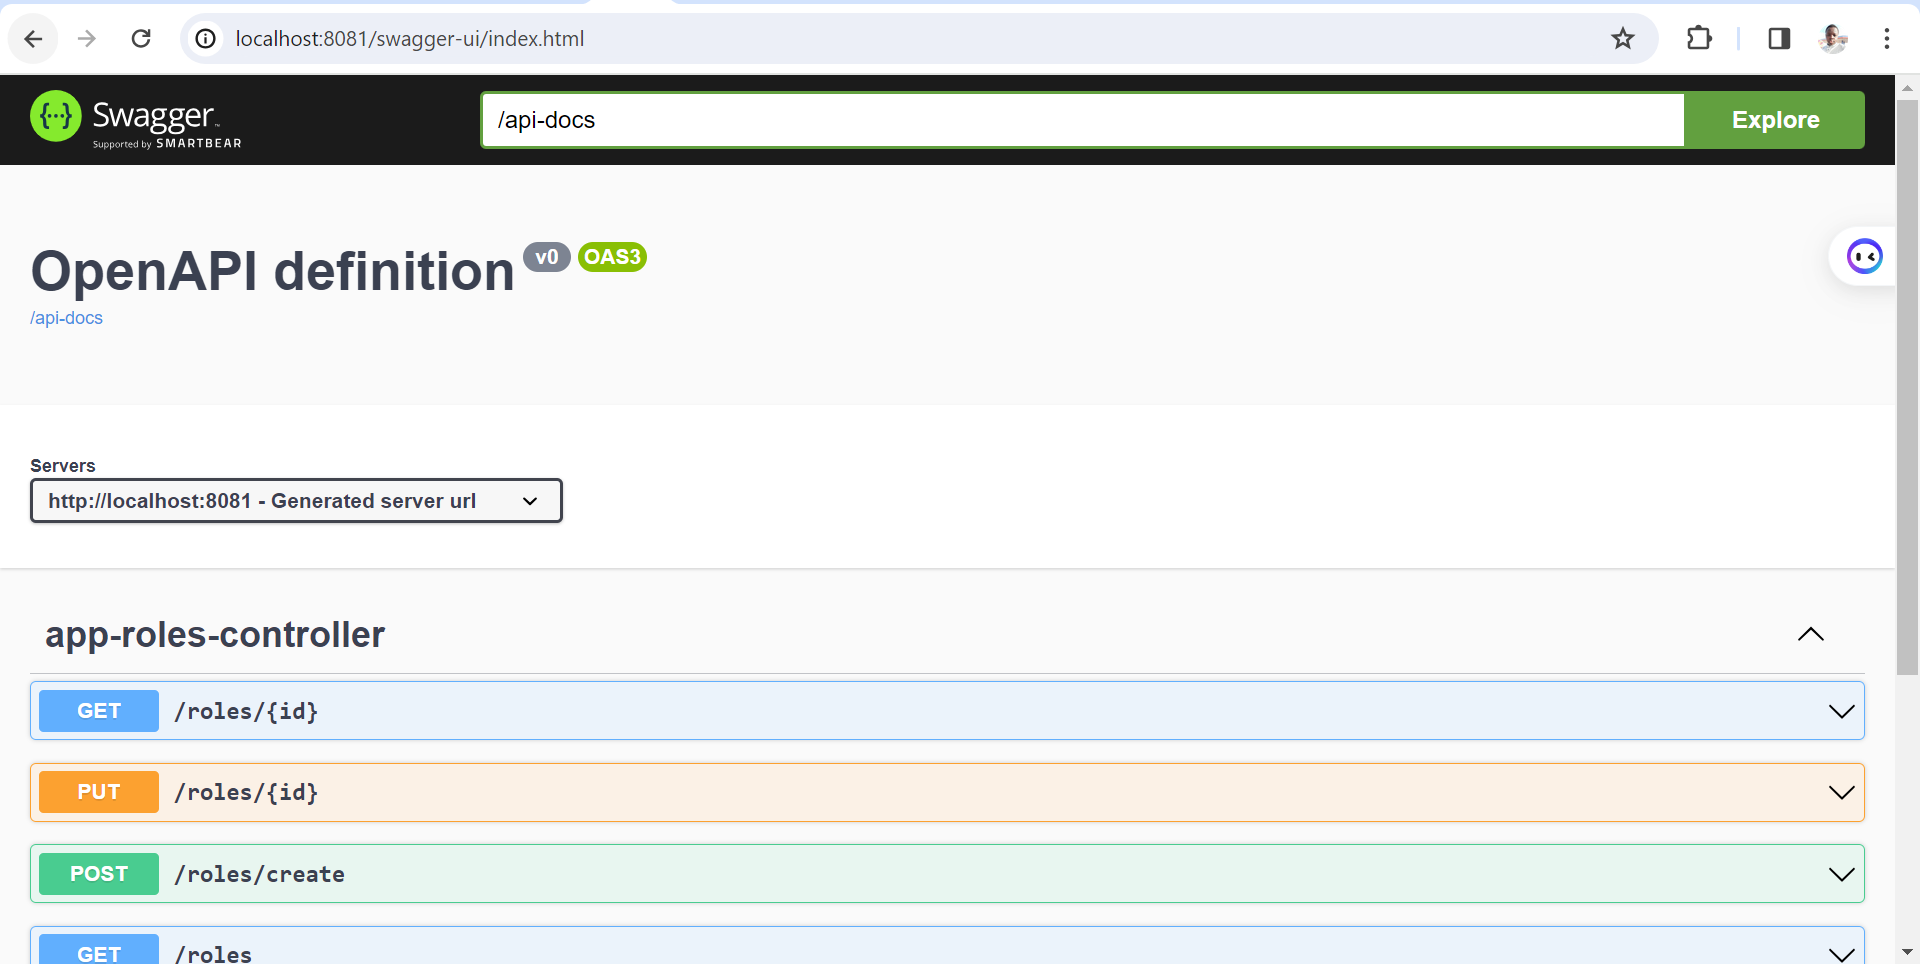 localhost:8081/swagger-ui/index.html
{···} Swagger™
Supported by SMARTBEAR
/api-docs
Explore
OpenAPI definition v0 OAS3
/api-docs
Servers
http://localhost:8081 - Generated server url
app-roles-controller
GET /roles/{id}
PUT /roles/{id}
POST /roles/create
GET /roles